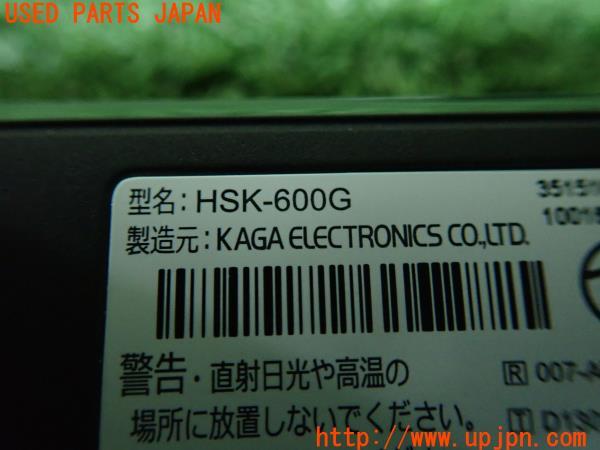 USED PARTS JAPAN
型名：HSK-600G
製造元：KAGA ELECTRONICS CO.,LTD.
警告・直射日光や高温の
場所に放置しないでください。
R 007-A
T
http://www.upjpn.com